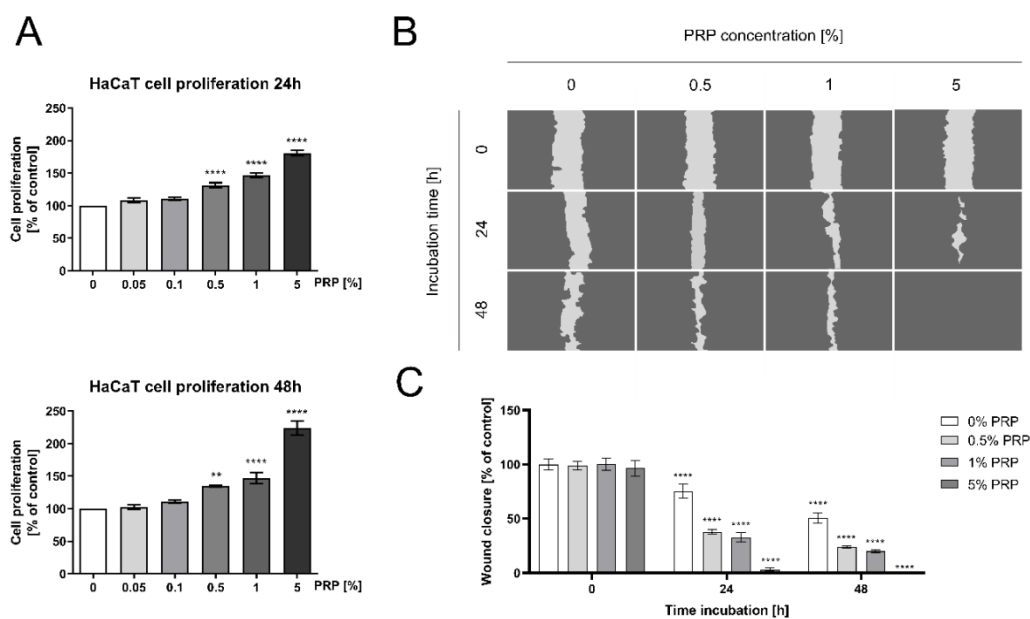 A
HaCaT cell proliferation 24h
Cell proliferation
[% of control]
250
200
150
100
50
0
****
****
****
0 0.05 0.1 0.5 1 5 PRP [%]
HaCaT cell proliferation 48h
Cell proliferation
[% of control]
250
200
150
100
50
0
**
****
****
0 0.05 0.1 0.5 1 5 PRP [%]
B
PRP concentration [%]
0 0.5 1 5
Incubation time [h]
0
24
48
C
Wound closure [% of control]
150
100
50
0
**** **** **** ****
**** **** **** ****
0 24 48
Time incubation [h]
0% PRP
0.5% PRP
1% PRP
5% PRP